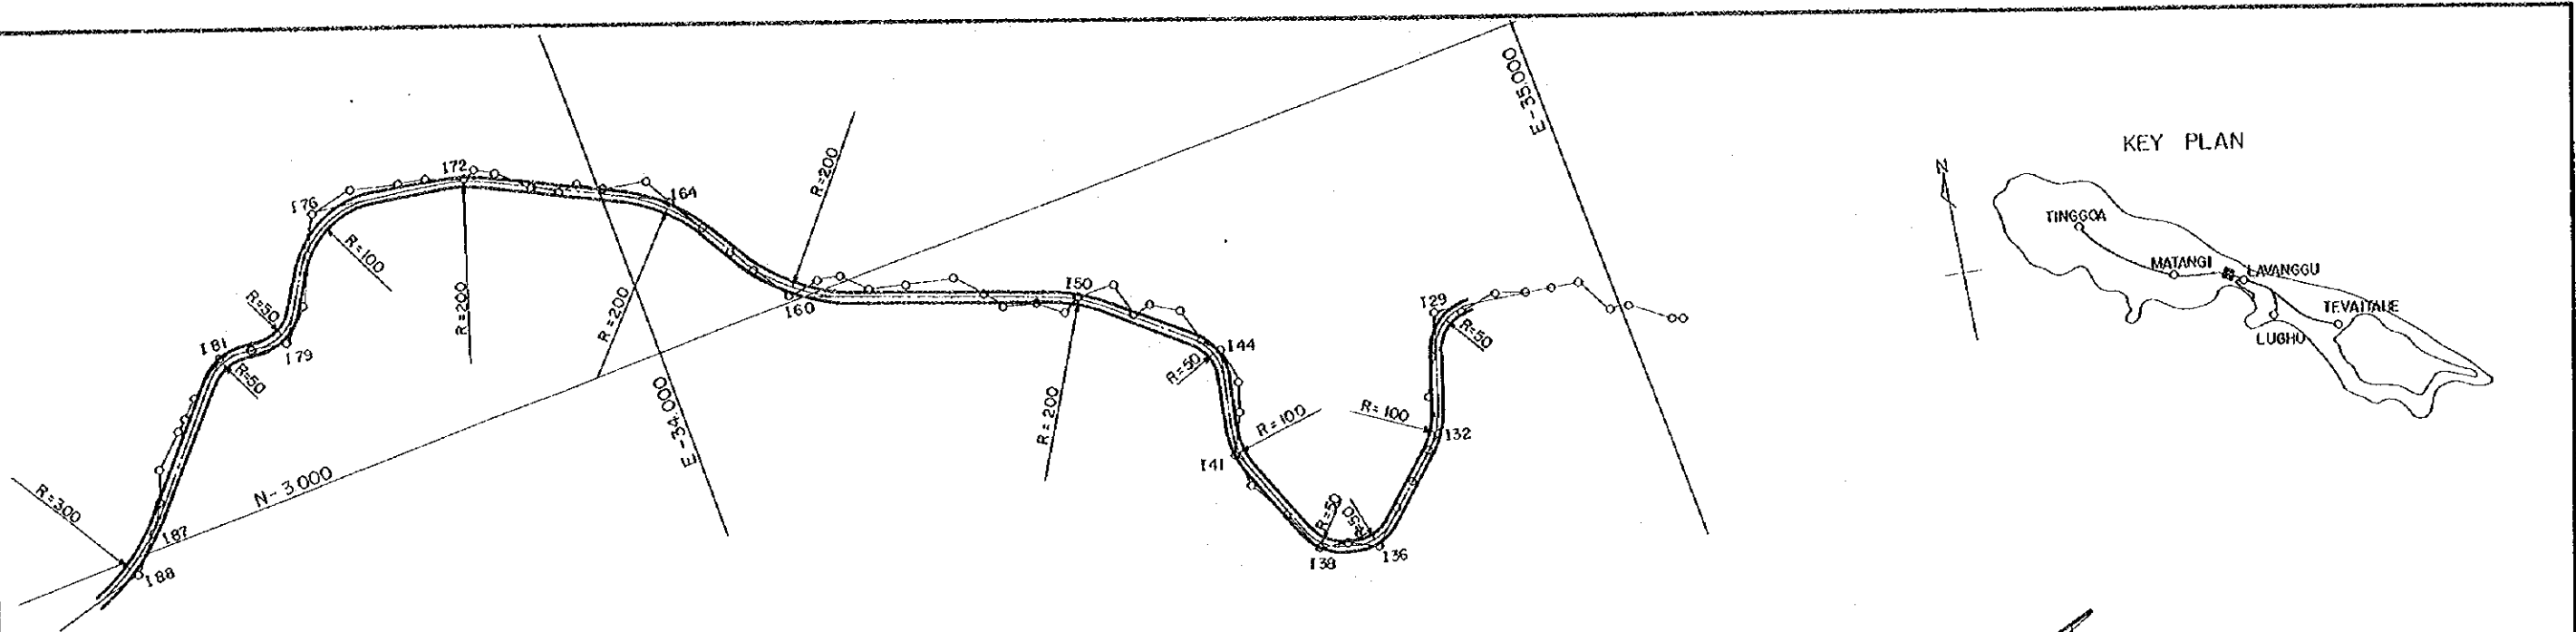 E-35.000
KEY PLAN
N
TINGGOA
MATANGI
LAVANGGU
LUGHU
172
R=200
176
164
R=100
R=200
R=200
160
150
R=50
181
179
R=50
E-34.000
144
R=50
129
R=50
R=200
R=100
R=100
132
141
N-3.000
R=300
187
188
R=50
R=50
138
136